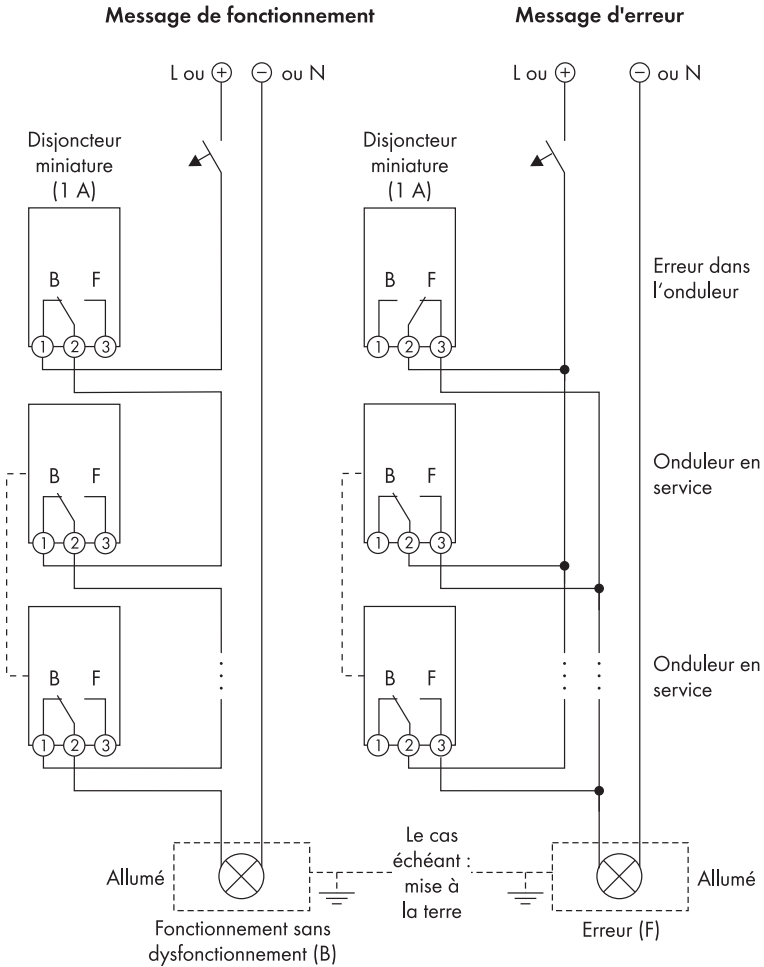 Message de fonctionnement
Message d'erreur
L ou + − ou N
L ou + − ou N
Disjoncteur
miniature
(1 A)
Disjoncteur
miniature
(1 A)
B F
1 2 3
B F
1 2 3
Erreur dans
l'onduleur
B F
1 2 3
B F
1 2 3
Onduleur en
service
B F
1 2 3
B F
1 2 3
Onduleur en
service
Allumé
Le cas
échéant :
mise à
la terre
Allumé
Fonctionnement sans
dysfonctionnement (B)
Erreur (F)